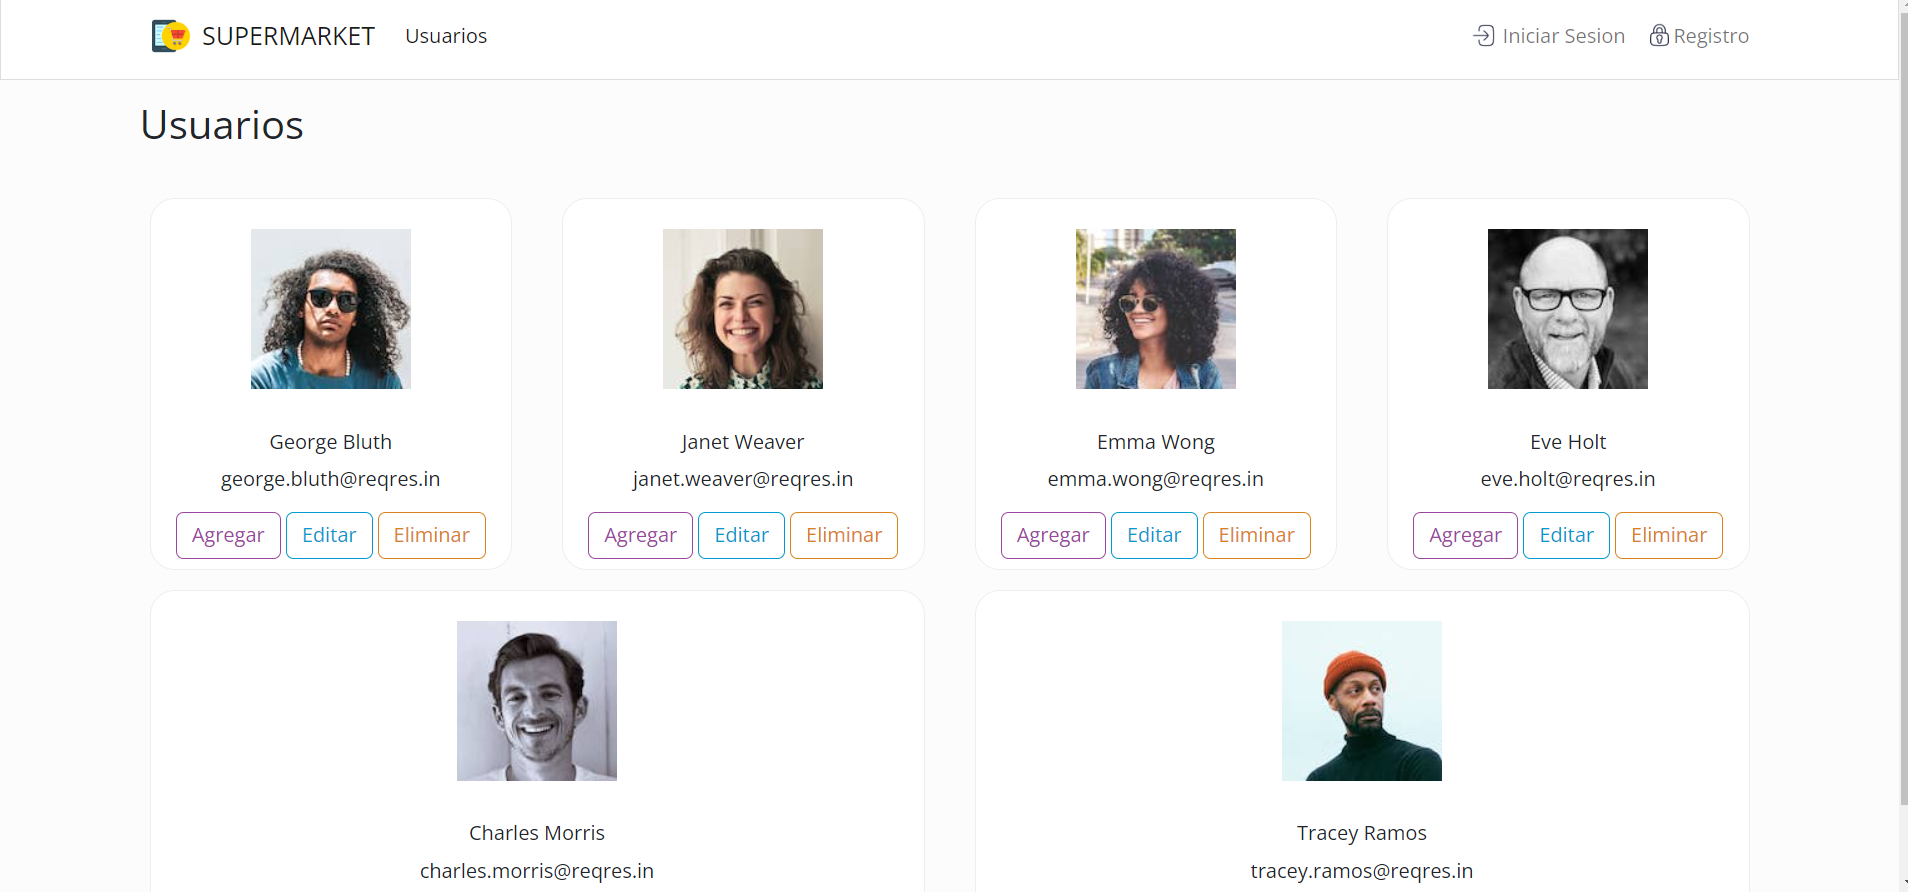 SUPERMARKET Usuarios Iniciar Sesion Registro
Usuarios
George Bluth
george.bluth@reqres.in
Agregar Editar Eliminar
Janet Weaver
janet.weaver@reqres.in
Agregar Editar Eliminar
Emma Wong
emma.wong@reqres.in
Agregar Editar Eliminar
Eve Holt
eve.holt@reqres.in
Agregar Editar Eliminar
Charles Morris
charles.morris@reqres.in
Tracey Ramos
tracey.ramos@reqres.in